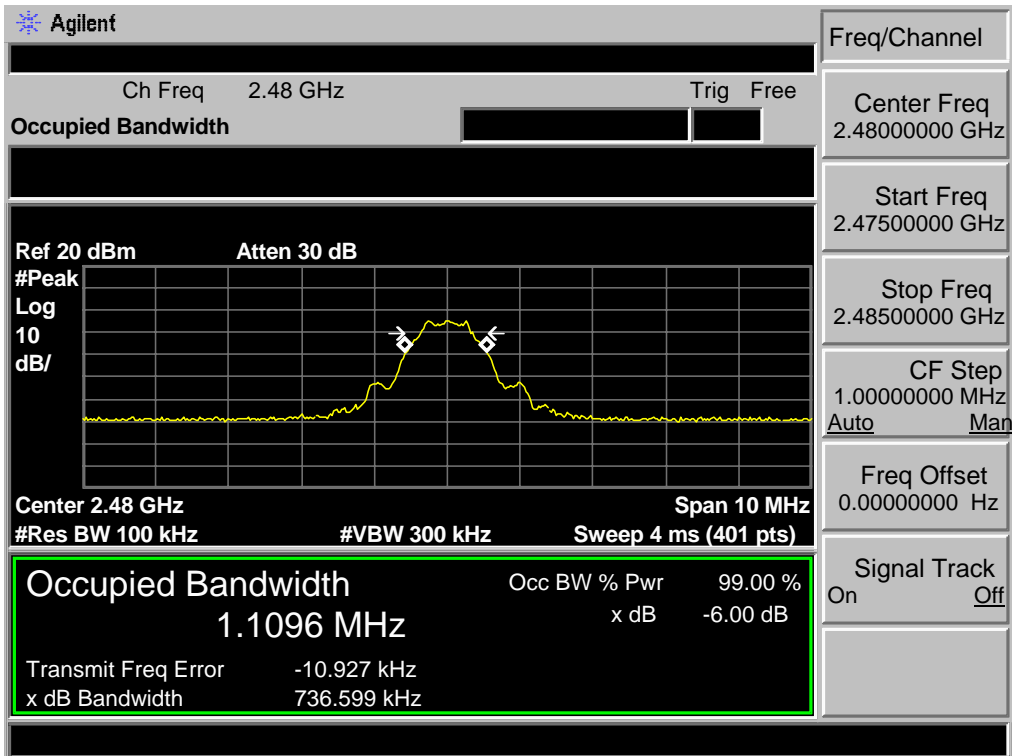 Agilent
Ch Freq 2.48 GHz Trig Free
Occupied Bandwidth
Ref 20 dBm Atten 30 dB
#Peak
Log
10
dB/
Center 2.48 GHz Span 10 MHz
#Res BW 100 kHz #VBW 300 kHz Sweep 4 ms (401 pts)
Occupied Bandwidth Occ BW % Pwr 99.00 %
1.1096 MHz x dB -6.00 dB
Transmit Freq Error -10.927 kHz
x dB Bandwidth 736.599 kHz
Freq/Channel
Center Freq
2.48000000 GHz
Start Freq
2.47500000 GHz
Stop Freq
2.48500000 GHz
CF Step
1.00000000 MHz
Auto Man
Freq Offset
0.00000000 Hz
Signal Track
On Off